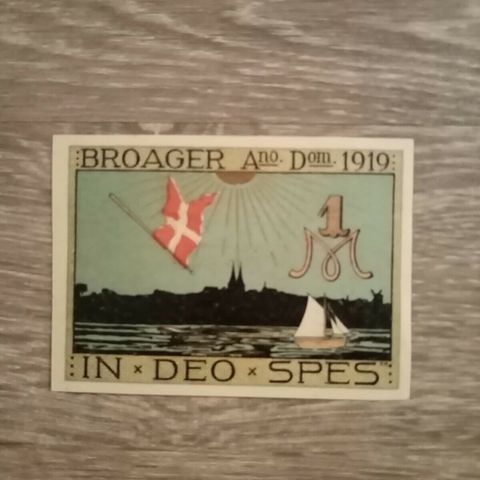 BROAGER Ano. Dom. 1919
1
M
IN × DEO × SPES